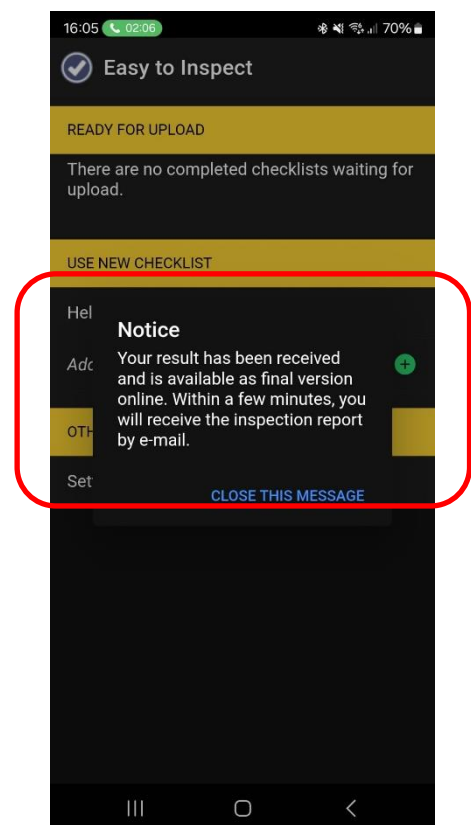 16:05 02:06 70%
Easy to Inspect
READY FOR UPLOAD
There are no completed checklists waiting for
upload.
USE NEW CHECKLIST
Hel
Notice
Your result has been received
and is available as final version
online. Within a few minutes, you
will receive the inspection report
by e-mail.
Add
OTH
Set
CLOSE THIS MESSAGE